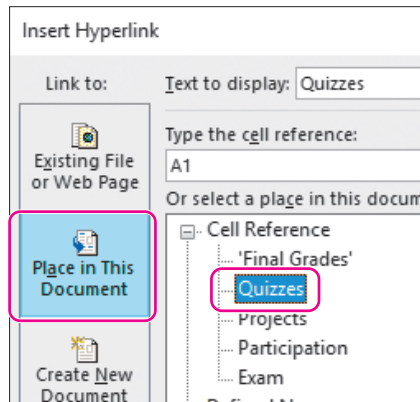 Insert Hyperlink
Link to:
Text to display: Quizzes
Existing File
or Web Page
Type the cell reference:
A1
Or select a place in this docum
Place in This
Document
Cell Reference
'Final Grades'
Quizzes
Projects
Participation
Exam
Create New
Document